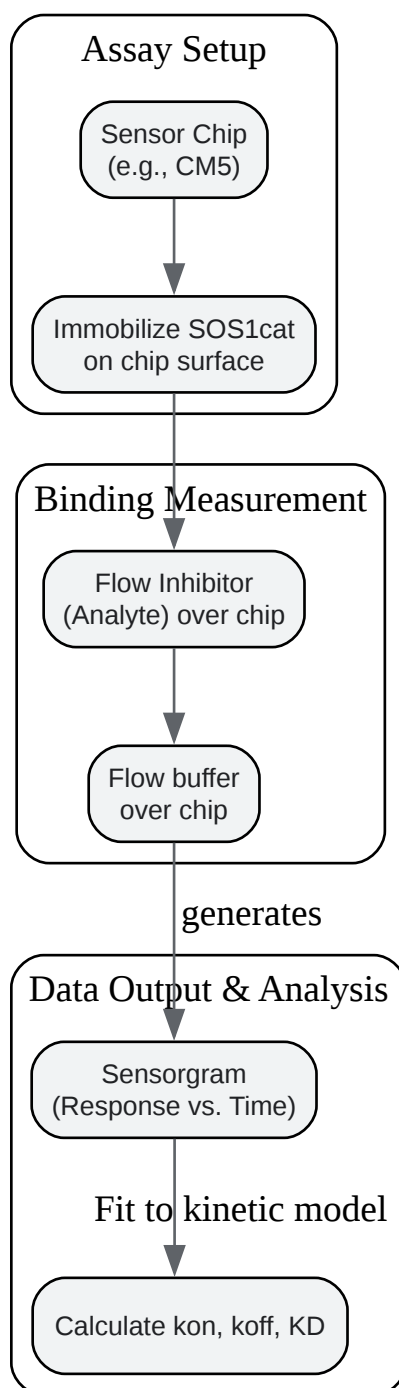 Assay Setup
Sensor Chip
(e.g., CM5)
Immobilize SOS1cat
on chip surface
Binding Measurement
Flow Inhibitor
(Analyte) over chip
Flow buffer
over chip
generates
Data Output & Analysis
Sensorgram
(Response vs. Time)
Fit to kinetic model
Calculate kon, koff, KD